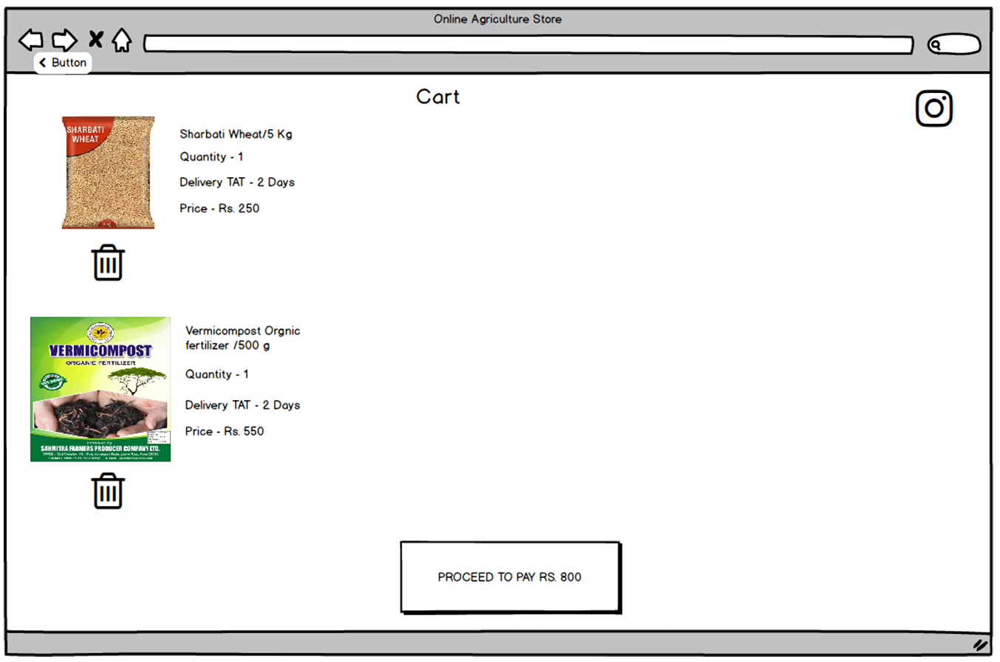 Online Agriculture Store
Button
Cart
SHARBATI
WHEAT
Sharbati Wheat/5 Kg
Quantity - 1
Delivery TAT - 2 Days
Price - Rs. 250
VERMICOMPOST
ORGANIC FERTILIZER
SAHMITRA FARMERS PRODUCER COMPANY LTD.
Vermicompost Orgnic
fertilizer /500 g
Quantity - 1
Delivery TAT - 2 Days
Price - Rs. 550
PROCEED TO PAY RS. 800